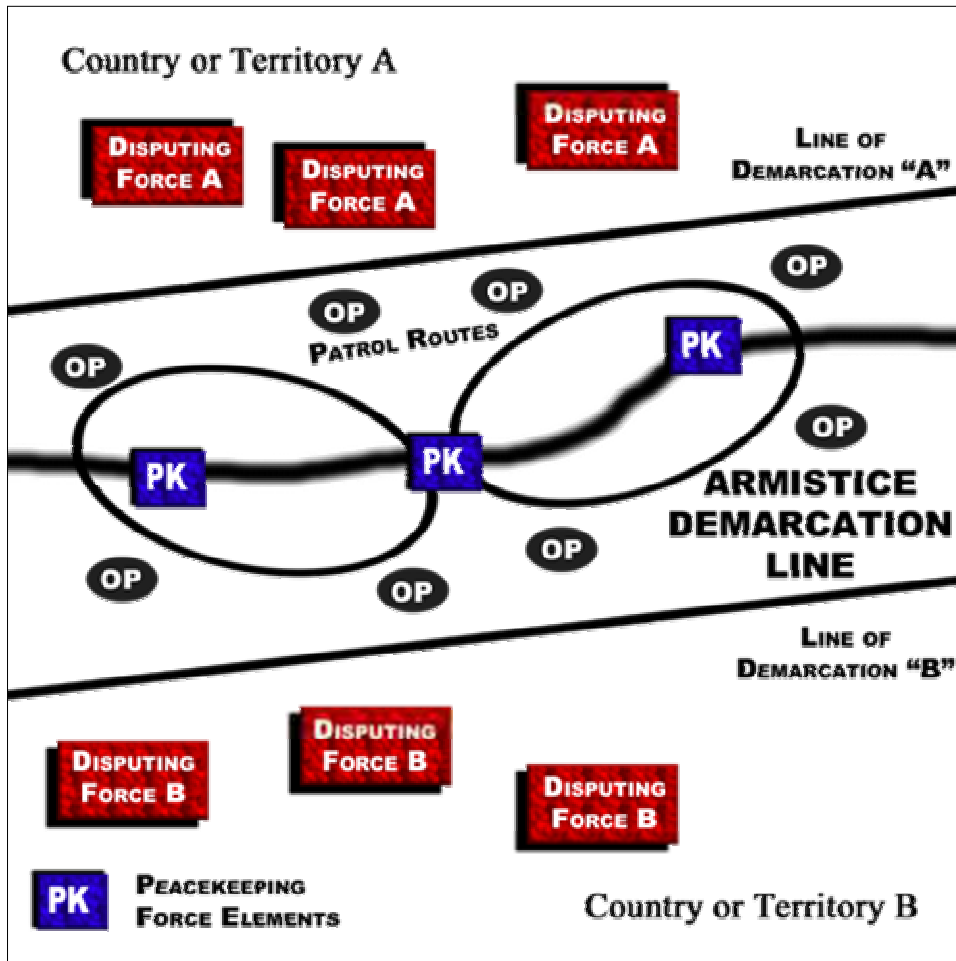 Country or Territory A
DISPUTING
FORCE A
DISPUTING
FORCE A
DISPUTING
FORCE A
LINE OF
DEMARCATION “A”
OP
OP
OP
OP
PATROL ROUTES
PK
PK
PK
OP
ARMISTICE
DEMARCATION
LINE
OP
OP
OP
LINE OF
DEMARCATION “B”
DISPUTING
FORCE B
DISPUTING
FORCE B
DISPUTING
FORCE B
PK
PEACEKEEPING
FORCE ELEMENTS
Country or Territory B